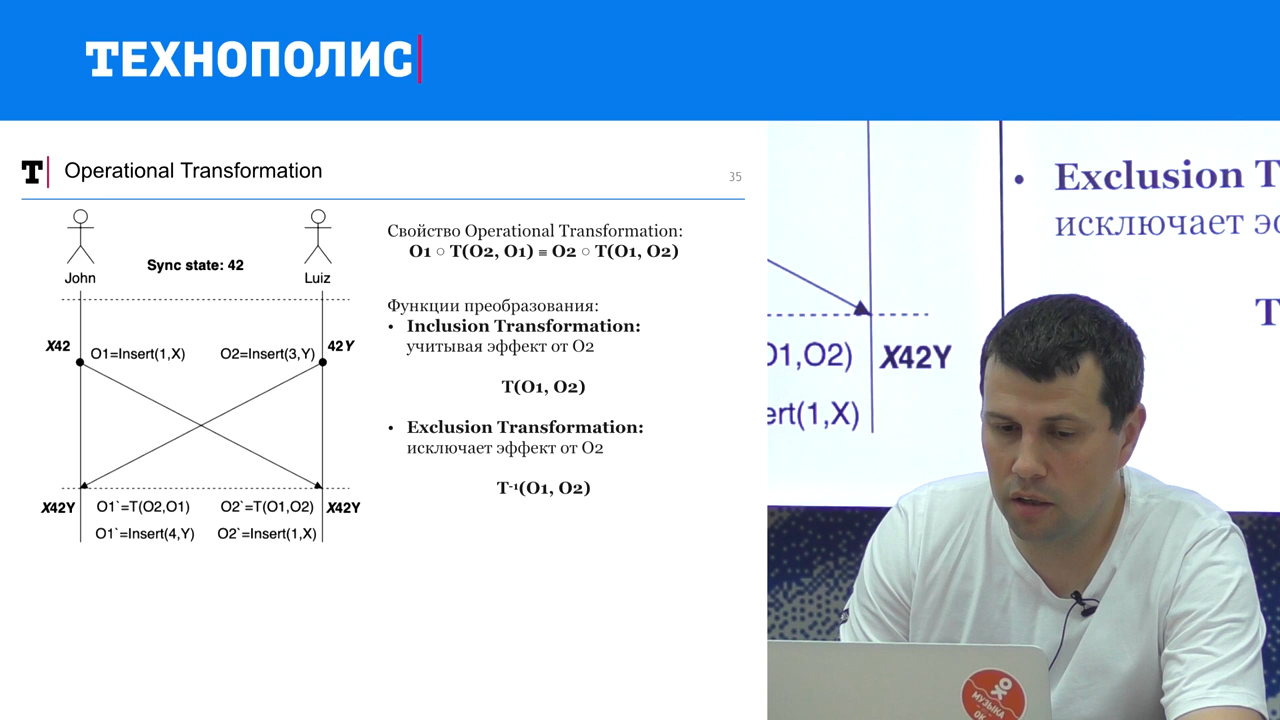 ТЕХНОПОЛИС
T
Operational Transformation
35
John
Sync state: 42
Luiz
X42
O1=Insert(1,X)
O2=Insert(3,Y)
42Y
X42Y
O1`=T(O2,O1)
O2`=T(O1,O2)
X42Y
O1`=Insert(4,Y)
O2`=Insert(1,X)
Свойство Operational Transformation:
O1 ○ T(O2, O1) ≡ O2 ○ T(O1, O2)
Функции преобразования:
• Inclusion Transformation:
учитывая эффект от O2
T(O1, O2)
• Exclusion Transformation:
исключает эффект от O2
T⁻¹(O1, O2)
• Exclusion T
исключает эф
T
O1,O2)
X42Y
ert(1,X)
МУЗЫКА
OK